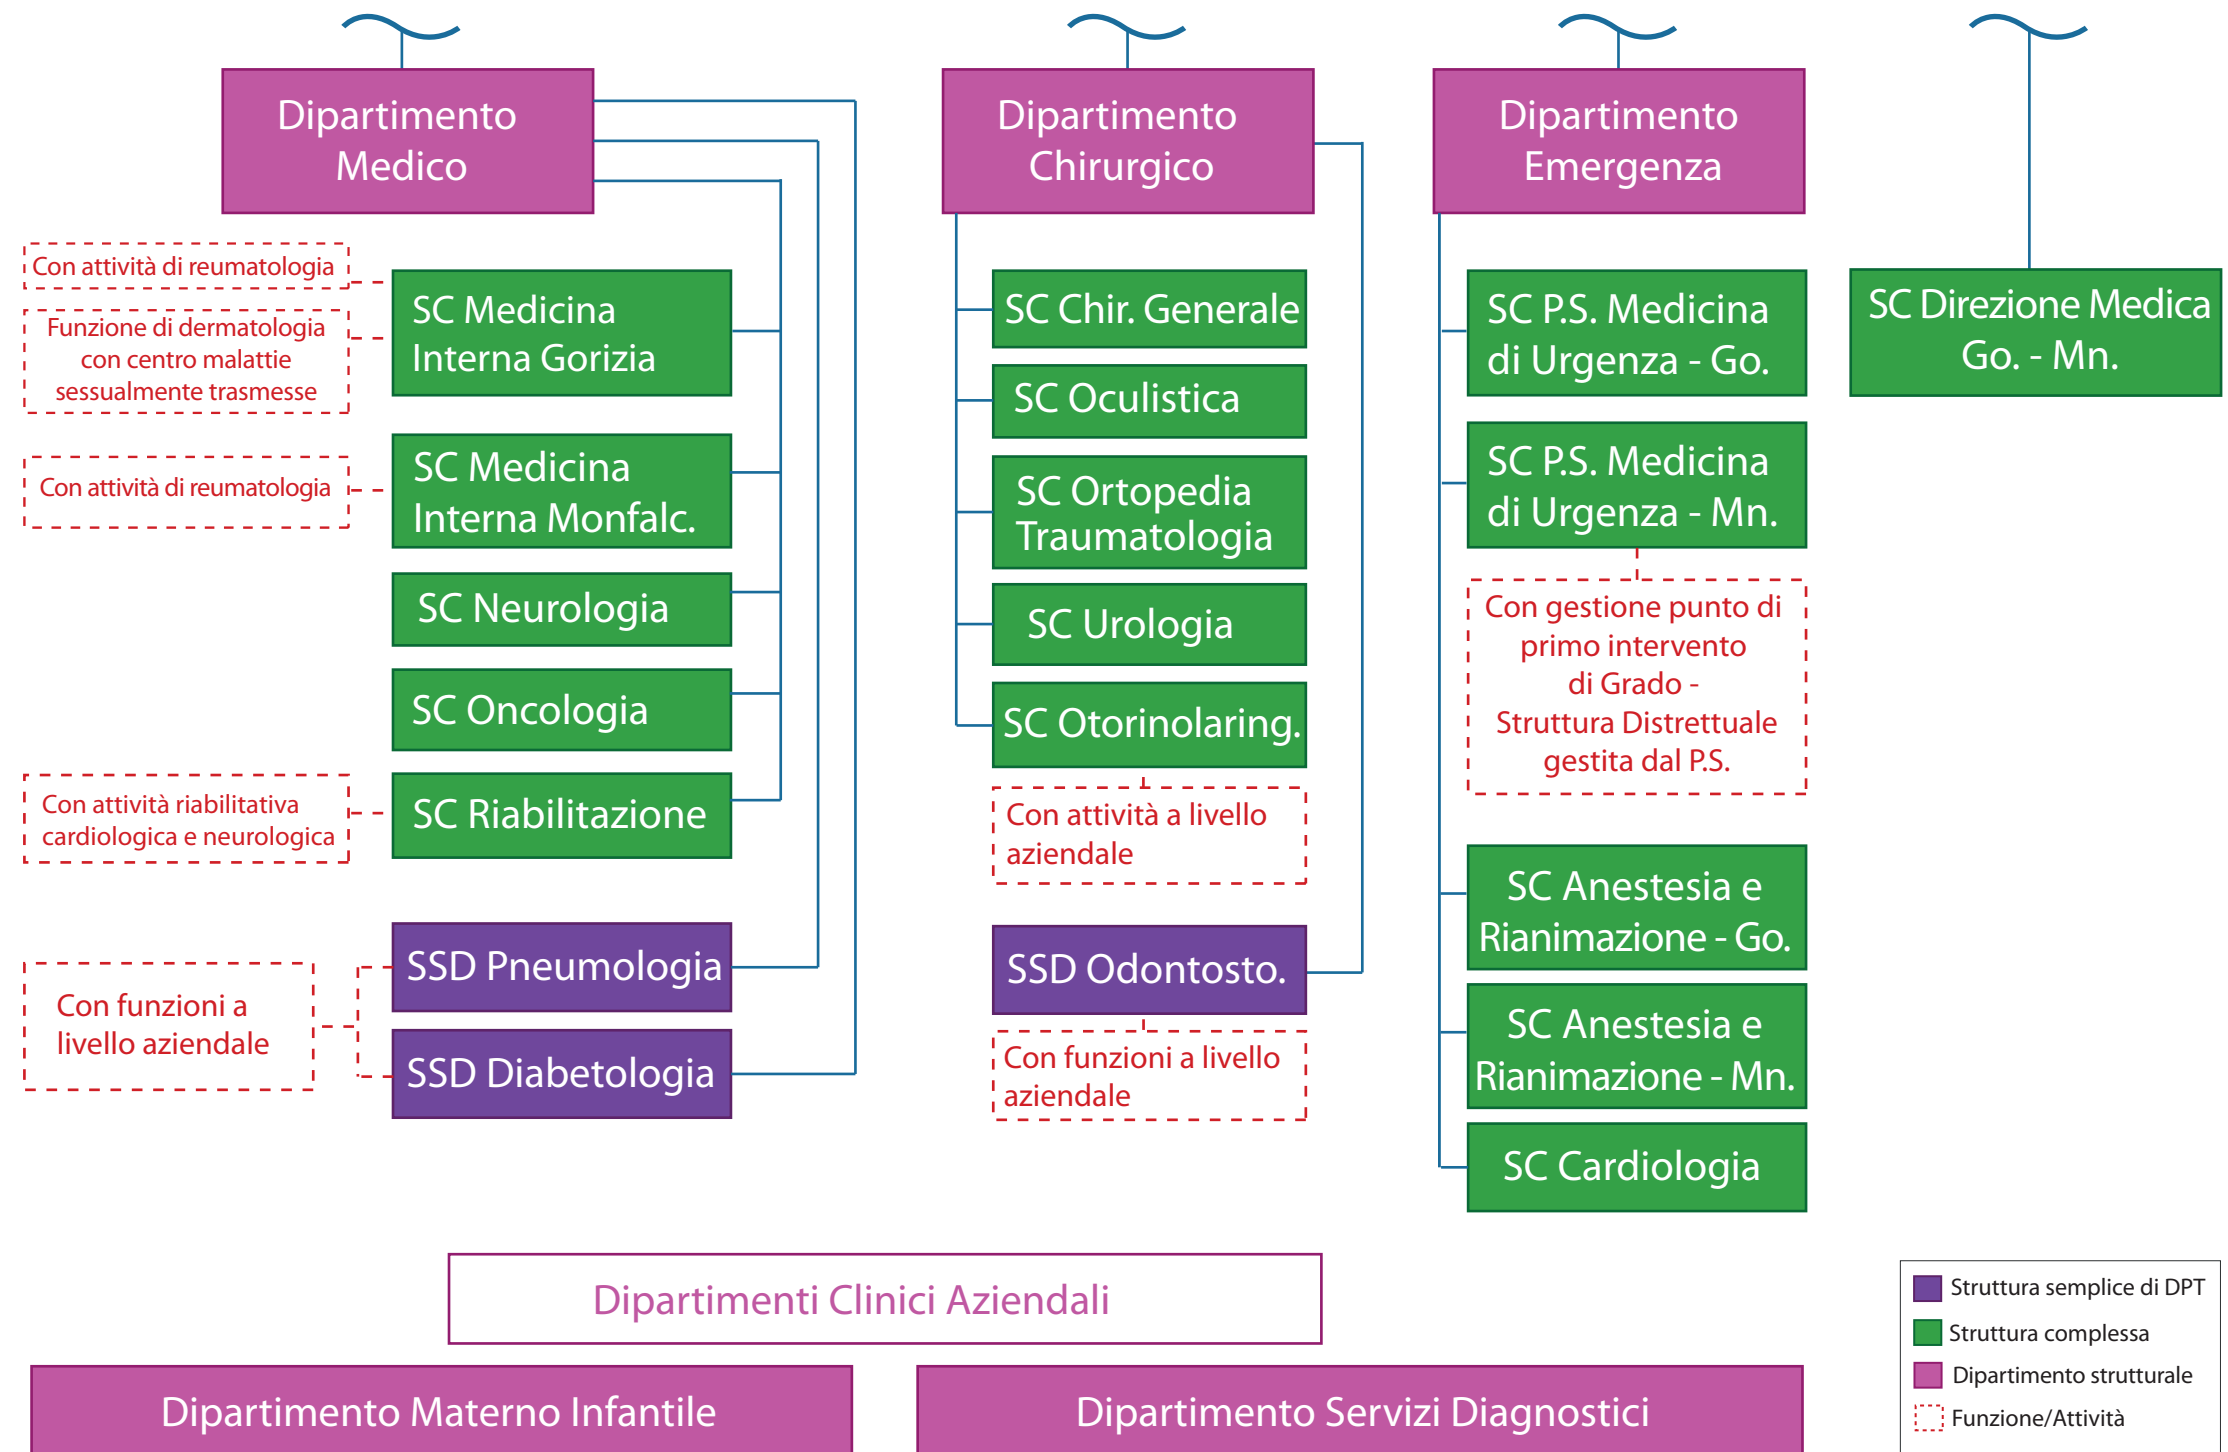 Dipartimento
Medico
Con attività di reumatologia
Funzione di dermatologia
con centro malattie
sessualmente trasmesse
SC Medicina
Interna Gorizia
Con attività di reumatologia
SC Medicina
Interna Monfalc.
SC Neurologia
SC Oncologia
Con attività riabilitativa
cardiologica e neurologica
SC Riabilitazione
Con funzioni a
livello aziendale
SSD Pneumologia
SSD Diabetologia
Dipartimento
Chirurgico
SC Chir. Generale
SC Oculistica
SC Ortopedia
Traumatologia
SC Urologia
SC Otorinolaring.
Con attività a livello
aziendale
SSD Odontosto.
Con funzioni a livello
aziendale
Dipartimento
Emergenza
SC P.S. Medicina
di Urgenza - Go.
SC P.S. Medicina
di Urgenza - Mn.
Con gestione punto di
primo intervento
di Grado -
Struttura Distrettuale
gestita dal P.S.
SC Anestesia e
Rianimazione - Go.
SC Anestesia e
Rianimazione - Mn.
SC Cardiologia
SC Direzione Medica
Go. - Mn.
Dipartimenti Clinici Aziendali
Dipartimento Materno Infantile
Dipartimento Servizi Diagnostici
Struttura semplice di DPT
Struttura complessa
Dipartimento strutturale
Funzione/Attività